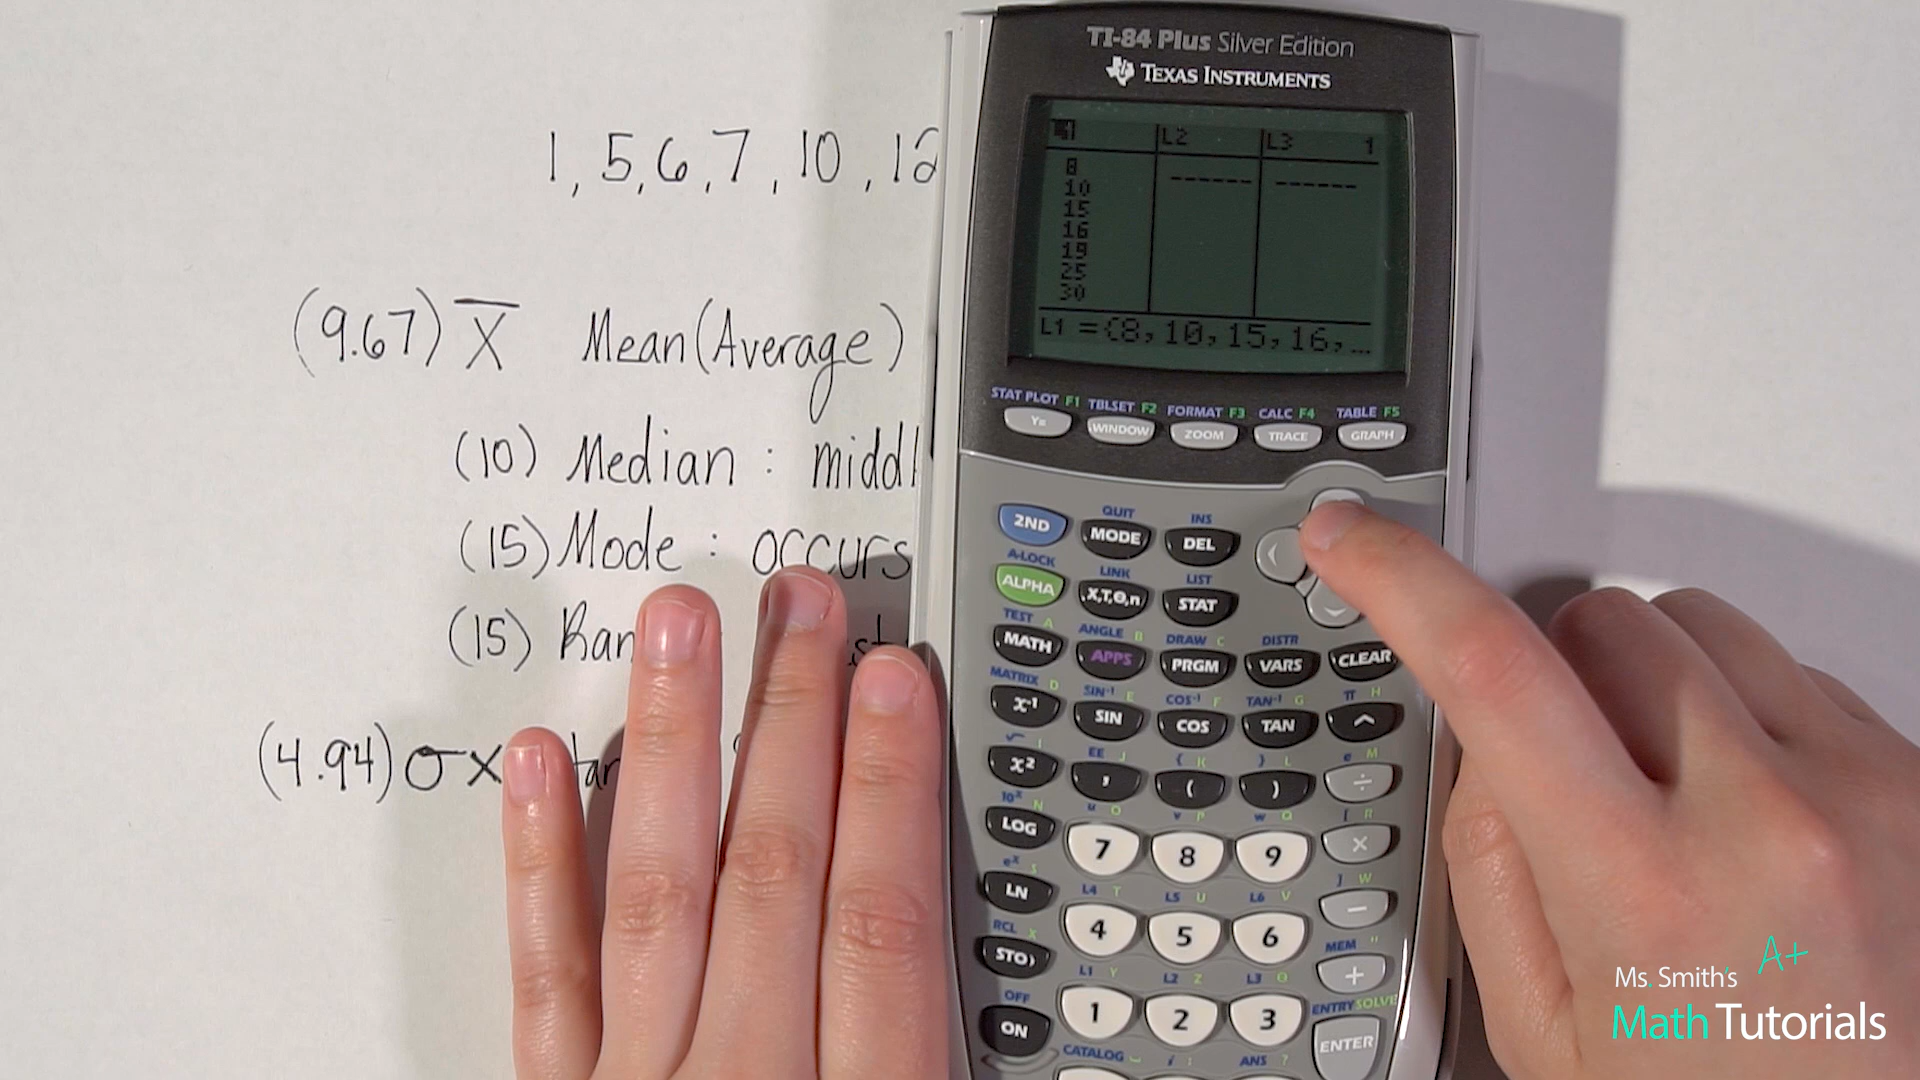 1, 5, 6, 7, 10, 12
(9.67) x̄ Mean (Average)
(10) Median : middl
(15) Mode : occurs
(15) Ran
(4.94) σx
TI-84 Plus Silver Edition
TEXAS INSTRUMENTS
L1 L2 L3 1
8
10
15
16
19
25
30
L1 ={8,10,15,16,…
STAT PLOT F1 TBLSET F2 FORMAT F3 CALC F4 TABLE F5
Y= WINDOW ZOOM TRACE GRAPH
QUIT INS
2ND MODE DEL
A-LOCK LINK LIST
ALPHA X,T,Θ,n STAT
TEST A ANGLE B DRAW C DISTR
MATH APPS PRGM VARS CLEAR
MATRIX D SIN⁻¹ E COS⁻¹ F TAN⁻¹ G π H
x⁻¹ SIN COS TAN ^
√ I EE J { K } L e M
x² , ( ) ÷
10ˣ N u O v P w Q [ R
LOG 7 8 9 ×
eˣ S L4 T L5 U L6 V ] W
LN 4 5 6 −
RCL X L1 Y L2 Z L3 θ MEM "
STO› 1 2 3 +
OFF ENTRY SOLVE
ON ENTER
CATALOG i : ANS ?
Ms. Smith's A+
Math Tutorials